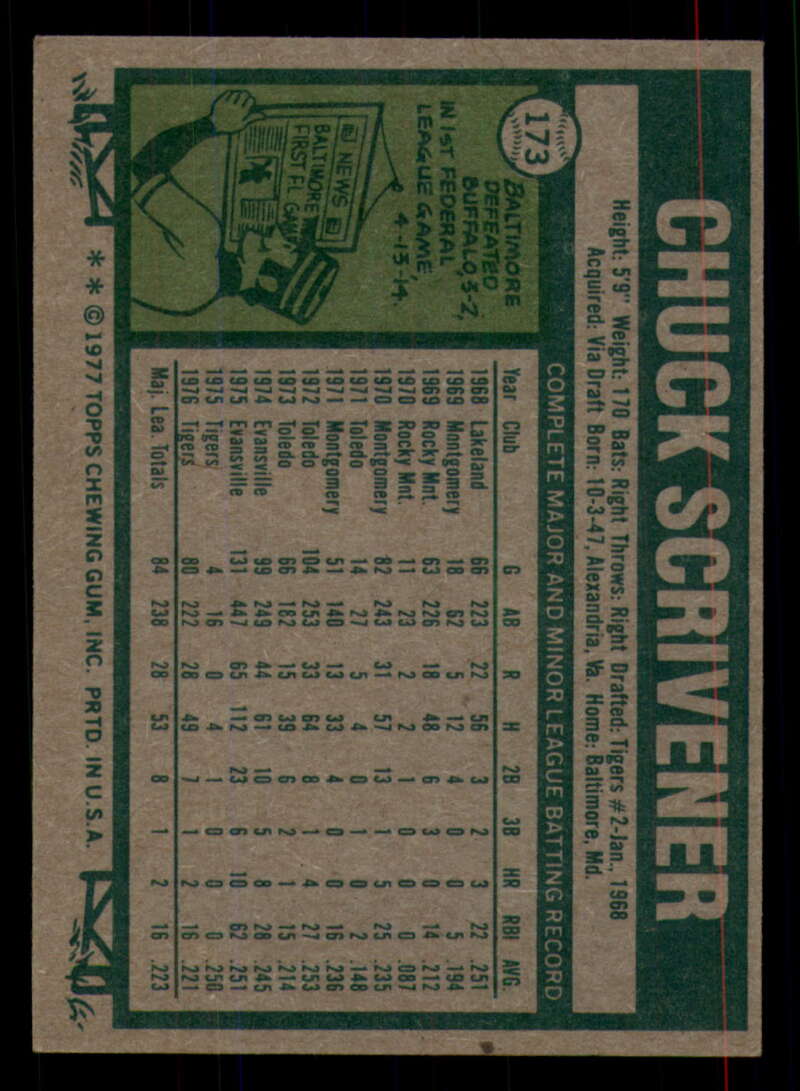 CHUCK SCRIVENER
173
Height: 5'9" Weight: 170 Bats: Right Throws: Right Drafted: Tigers #2-Jan., 1968
Acquired: Via Draft Born: 10-3-47, Alexandria, Va. Home: Baltimore, Md.
BALTIMORE
DEFEATED
BUFFALO, 3-2,
IN 1ST FEDERAL
LEAGUE GAME,
4-13-14.
NEWS
BALTIMORE
FIRST FL GAME
COMPLETE MAJOR AND MINOR LEAGUE BATTING RECORD
Year Club G AB R H 2B 3B HR RBI AVG.
1968 Lakeland 66 223 22 56 3 2 3 22 .251
1969 Montgomery 18 62 5 12 4 0 0 5 .194
1969 Rocky Mnt. 63 226 18 48 6 3 0 14 .212
1970 Rocky Mnt. 11 23 2 2 1 0 0 0 .087
1970 Montgomery 82 243 31 57 13 1 5 25 .235
1971 Toledo 14 27 5 4 0 1 0 2 .148
1971 Montgomery 51 140 13 33 4 0 0 16 .236
1972 Toledo 104 253 33 64 8 1 4 27 .253
1973 Toledo 66 182 15 39 6 2 1 15 .214
1974 Evansville 99 249 44 61 10 5 8 28 .245
1975 Evansville 131 447 65 112 23 6 10 62 .251
1975 Tigers 4 16 0 4 1 0 0 0 .250
1976 Tigers 80 222 28 49 7 1 2 16 .221
Maj. Lea. Totals 84 238 28 53 8 1 2 16 .223
** ©1977 TOPPS CHEWING GUM, INC. PRTD. IN U.S.A.